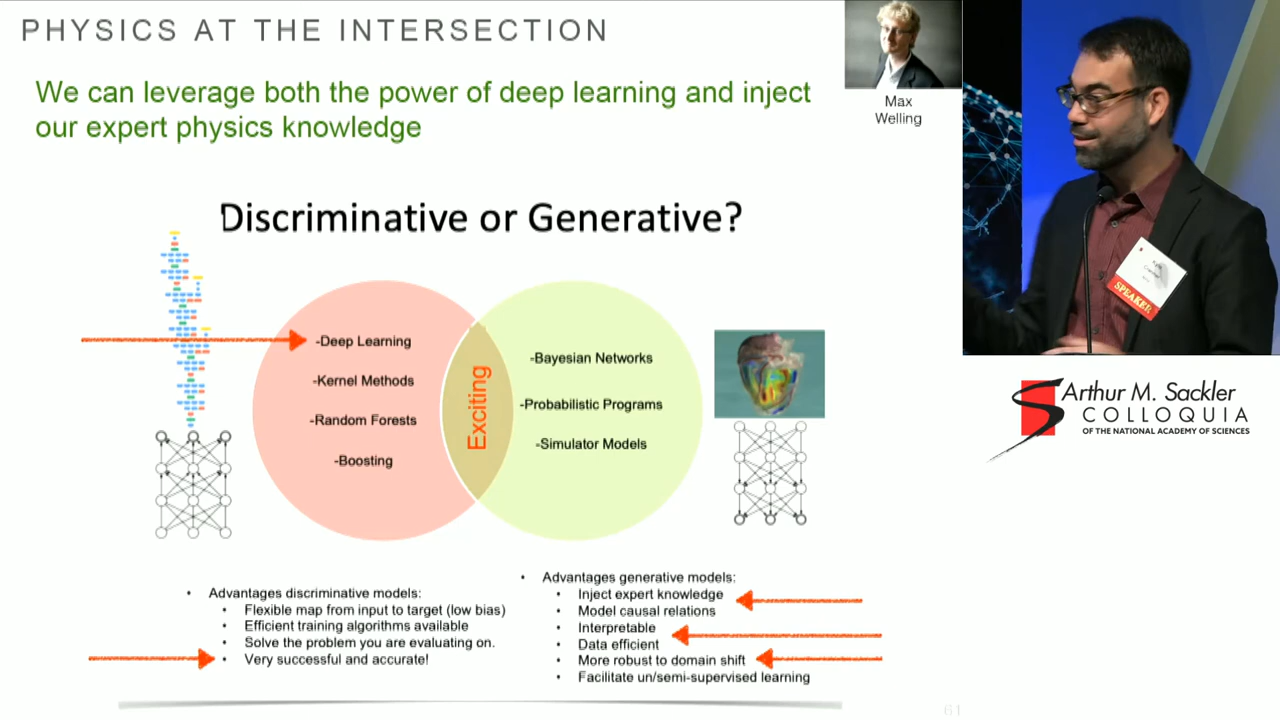 PHYSICS AT THE INTERSECTION
We can leverage both the power of deep learning and inject
our expert physics knowledge
Max
Welling
Discriminative or Generative?
-Deep Learning
-Kernel Methods
-Random Forests
-Boosting
Exciting
-Bayesian Networks
-Probabilistic Programs
-Simulator Models
• Advantages discriminative models:
• Flexible map from input to target (low bias)
• Efficient training algorithms available
• Solve the problem you are evaluating on.
• Very successful and accurate!
• Advantages generative models:
• Inject expert knowledge
• Model causal relations
• Interpretable
• Data efficient
• More robust to domain shift
• Facilitate un/semi-supervised learning
61
SPEAKER
Arthur M. Sackler
COLLOQUIA
OF THE NATIONAL ACADEMY OF SCIENCES